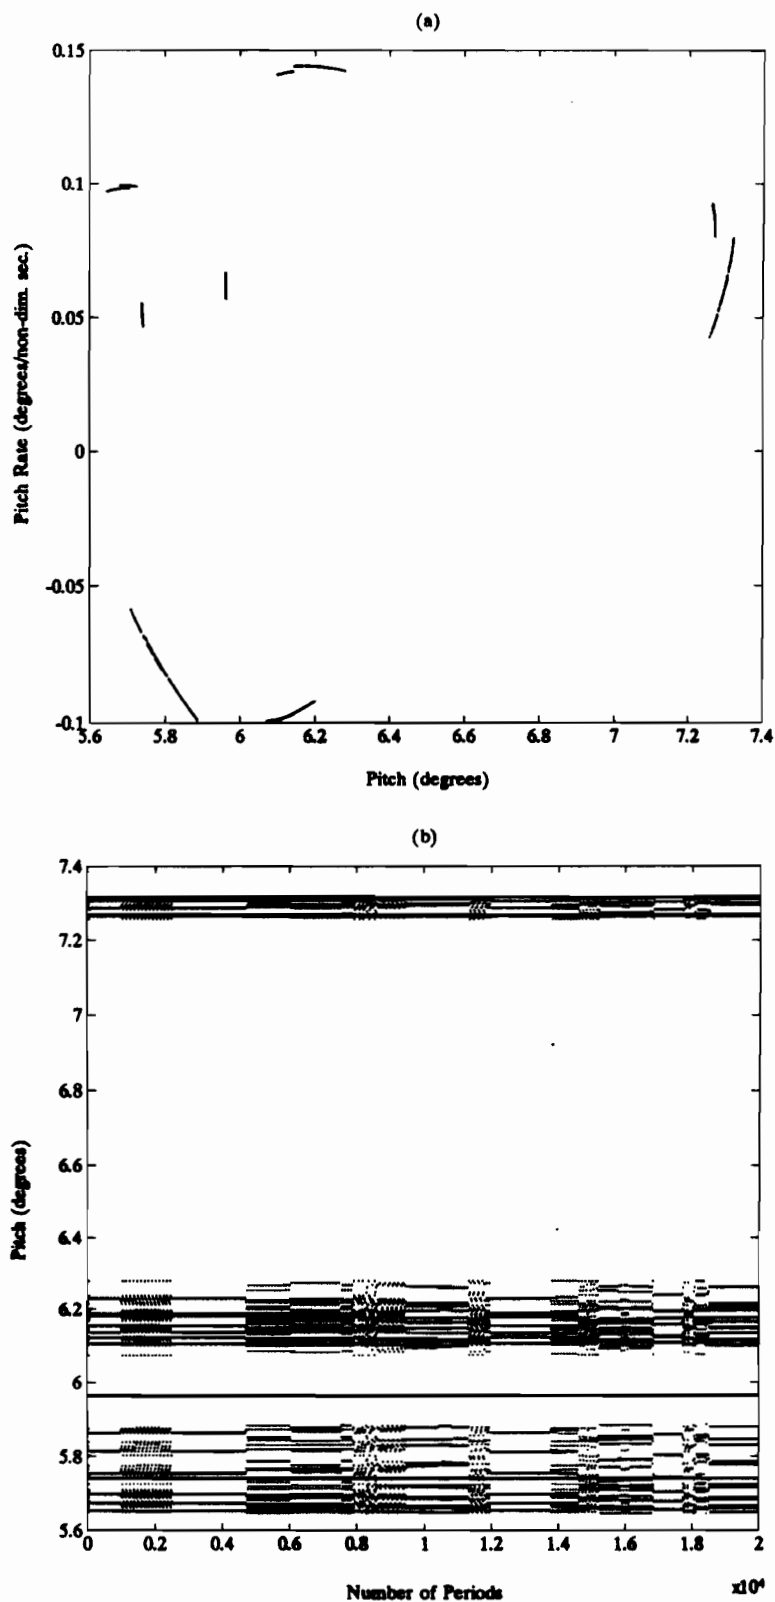 (a)
0.15
0.1
0.05
0
-0.05
-0.1
Pitch Rate (degrees/non-dim. sec.)
5.6 5.8 6 6.2 6.4 6.6 6.8 7 7.2 7.4
Pitch (degrees)
(b)
7.4
7.2
7
6.8
6.6
6.4
6.2
6
5.8
5.6
Pitch (degrees)
0 0.2 0.4 0.6 0.8 1 1.2 1.4 1.6 1.8 2
x10⁴
Number of Periods